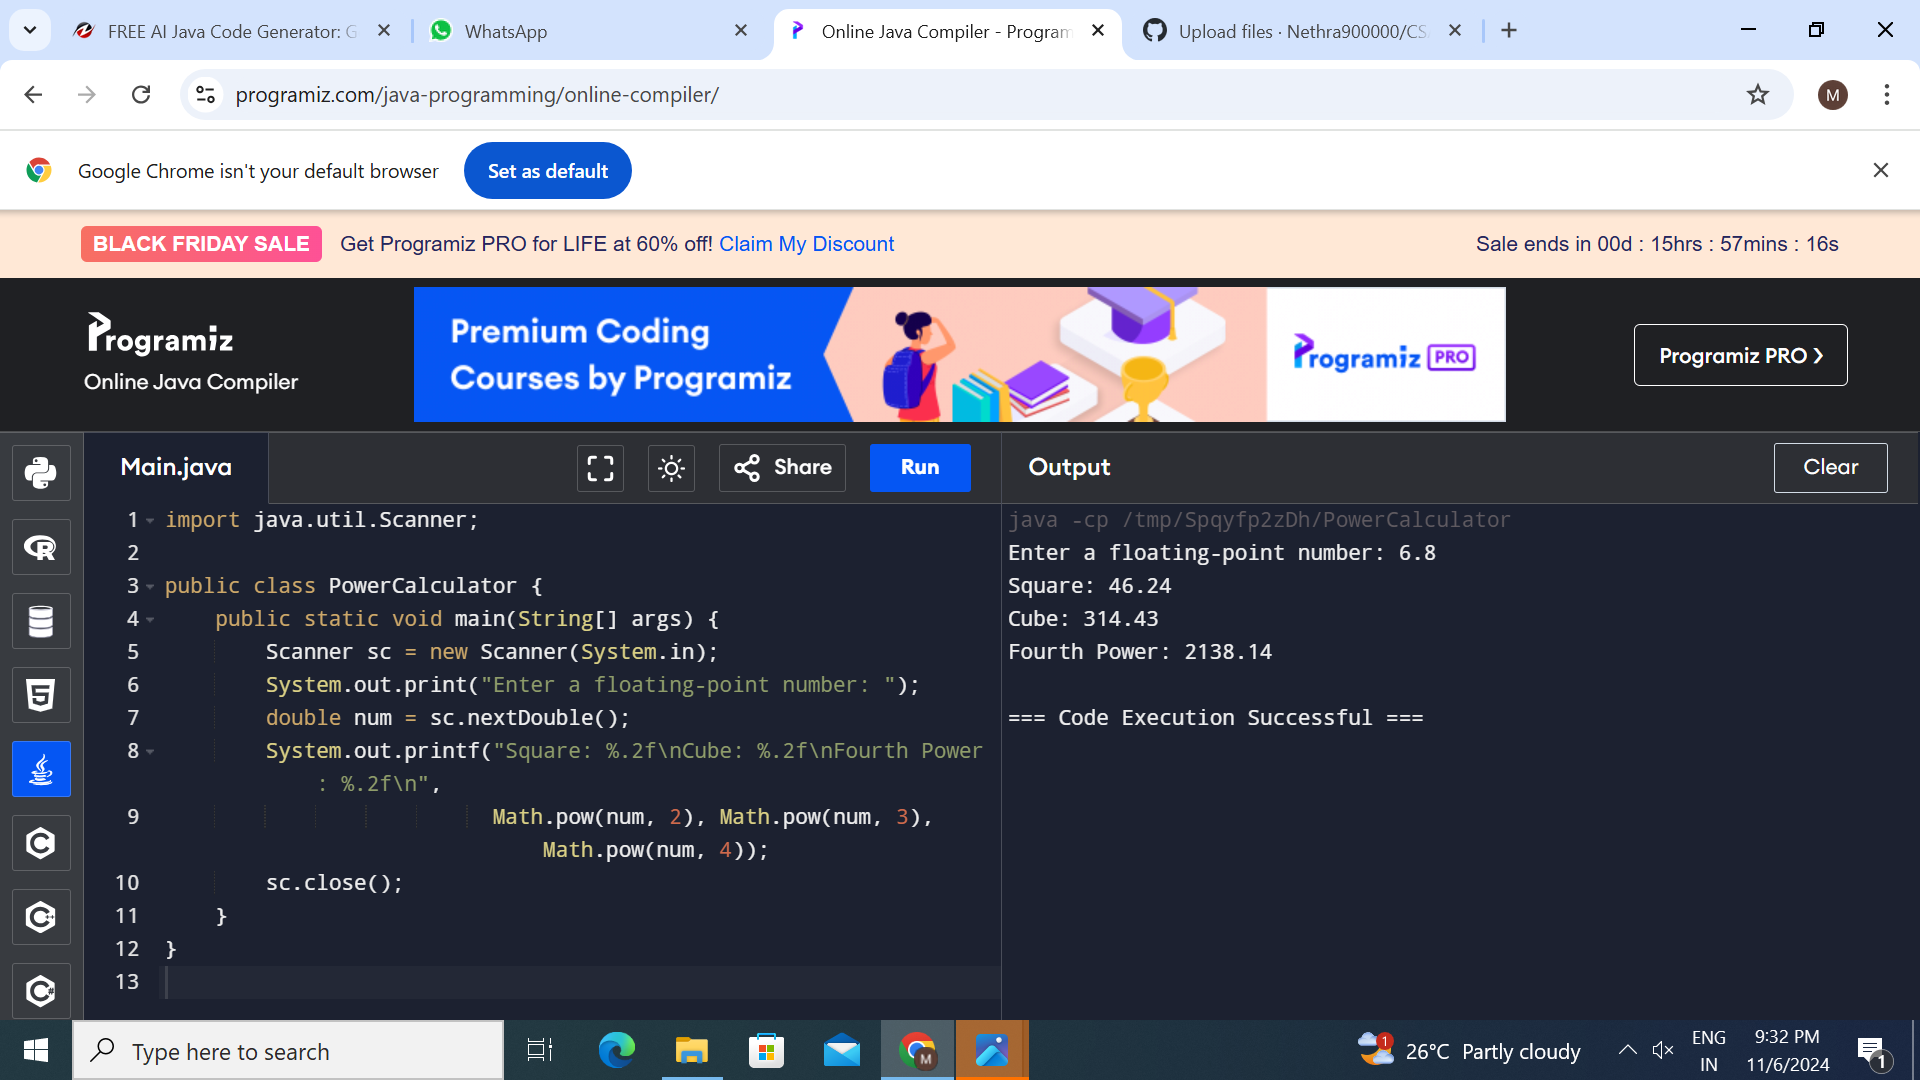 FREE AI Java Code Generator: G
WhatsApp
Online Java Compiler - Program
Upload files · Nethra900000/CS
programiz.com/java-programming/online-compiler/
M
Google Chrome isn't your default browser
Set as default
BLACK FRIDAY SALE
Get Programiz PRO for LIFE at 60% off! Claim My Discount
Sale ends in 00d : 15hrs : 57mins : 16s
Programiz
Online Java Compiler
Premium Coding
Courses by Programiz
Programiz PRO
Programiz PRO ❯
Main.java
Share
Run
Output
Clear
1 import java.util.Scanner;
2
3 public class PowerCalculator {
4     public static void main(String[] args) {
5         Scanner sc = new Scanner(System.in);
6         System.out.print("Enter a floating-point number: ");
7         double num = sc.nextDouble();
8         System.out.printf("Square: %.2f\nCube: %.2f\nFourth Power
: %.2f\n",
9                           Math.pow(num, 2), Math.pow(num, 3),
Math.pow(num, 4));
10         sc.close();
11     }
12 }
13
java -cp /tmp/Spqyfp2zDh/PowerCalculator
Enter a floating-point number: 6.8
Square: 46.24
Cube: 314.43
Fourth Power: 2138.14
=== Code Execution Successful ===
Type here to search
M
1
26°C Partly cloudy
ENG
IN
9:32 PM
11/6/2024
1